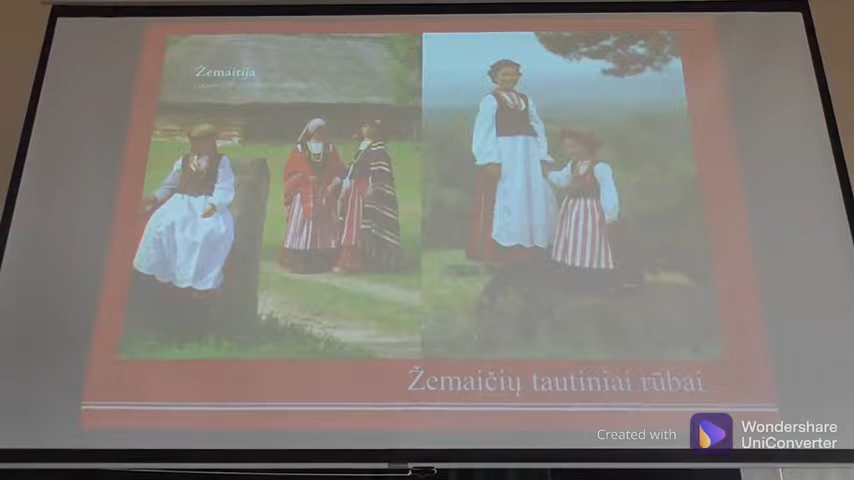 Žemaitija
Žemaičių tautiniai rūbai
Created with
Wondershare
UniConverter